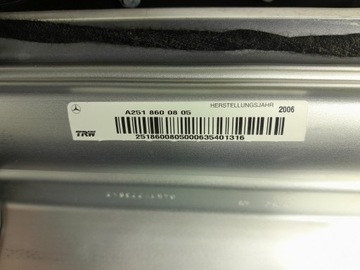 A251 860 08 05
HERSTELLUNGSJAHR 2006
TRW
2518600805000635401316